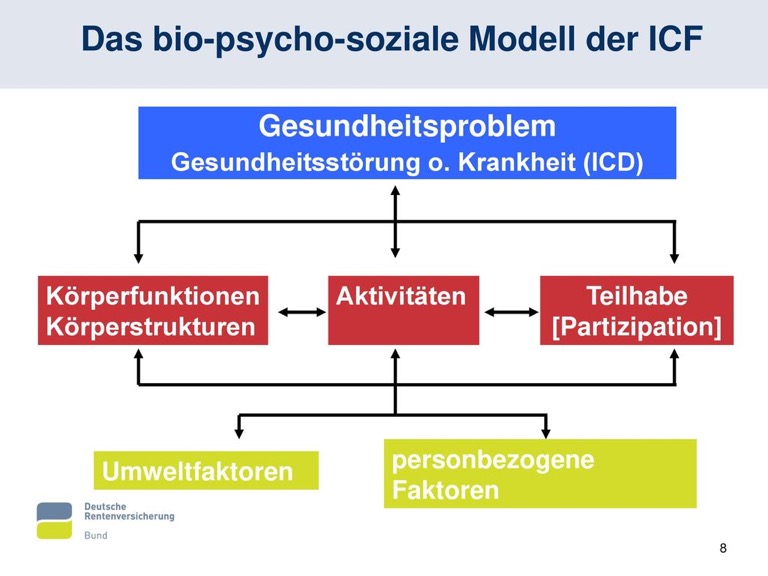 Das bio-psycho-soziale Modell der ICF
Gesundheitsproblem
Gesundheitsstörung o. Krankheit (ICD)
Körperfunktionen
Körperstrukturen
Aktivitäten
Teilhabe
[Partizipation]
Umweltfaktoren
personbezogene
Faktoren
Deutsche
Rentenversicherung
Bund
8